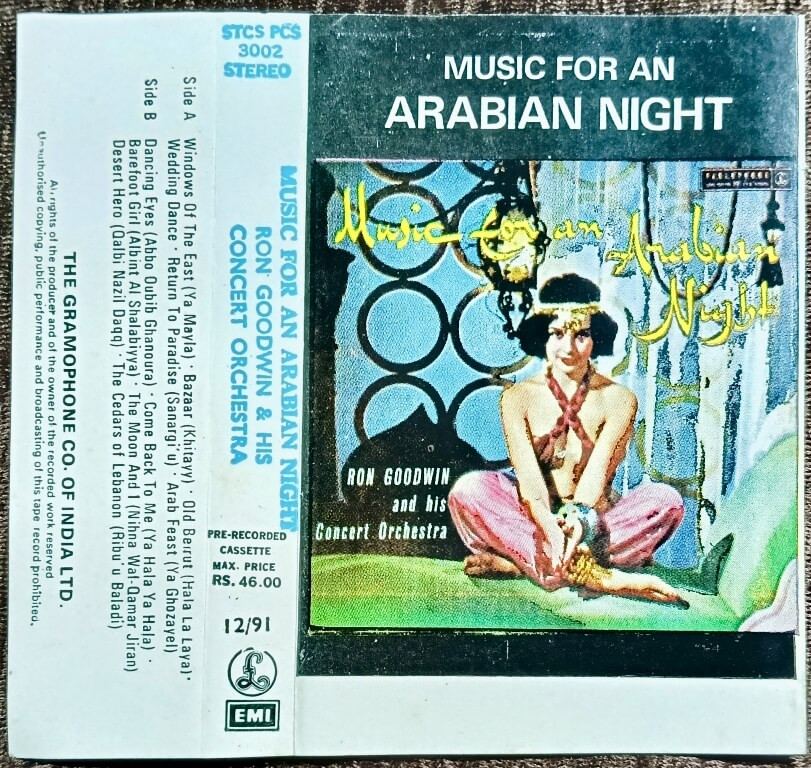 MUSIC FOR AN
ARABIAN NIGHT
PARLOPHONE
Music for an
Arabian
Night
RON GOODWIN
and his
Concert Orchestra
STCS PCS
3002
STEREO
MUSIC FOR AN ARABIAN NIGHT
RON GOODWIN & HIS
CONCERT ORCHESTRA
PRE-RECORDED
CASSETTE
MAX. PRICE
RS. 46.00
12/91
£
EMI
Side A Windows Of The East (Ya Mayla) · Bazaar (Khitayy) · Old Beirut (Hala La Laya) ·
Wedding Dance · Return To Paradise (Sanargi'u) · Arab Feast (Ya Ghozayel)
Side B Dancing Eyes (Abbo Oubib Ghanoura) · Come Back To Me (Ya Hala Ya Hala) ·
Barefoot Girl (Albint Al Shalabiyya) · The Moon And I (Nihna Wal-Qamar Jiran)
Desert Hero (Qalbi Nazil Daqq) · The Cedars of Lebanon (Ribu'u Baladi)
THE GRAMOPHONE CO. OF INDIA LTD.
All rights of the producer and of the owner of the recorded work reserved
Unauthorised copying, public performance and broadcasting of this tape record prohibited.